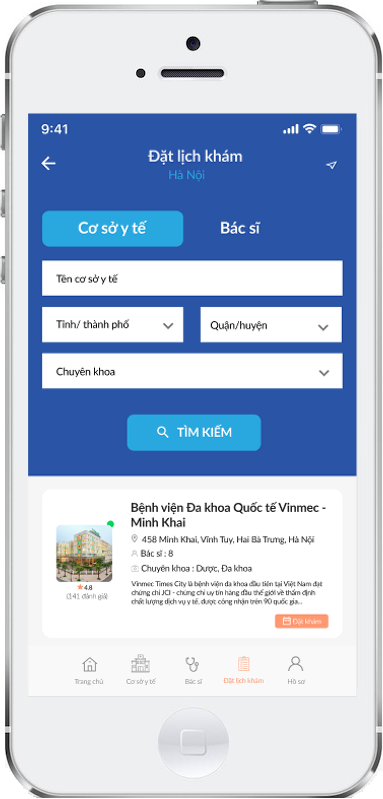 9:41
Đặt lịch khám
Hà Nội
Cơ sở y tế
Bác sĩ
Tên cơ sở y tế
Tỉnh/ thành phố
Quận/huyện
Chuyên khoa
TÌM KIẾM
Bệnh viện Đa khoa Quốc tế Vinmec -
Minh Khai
458 Minh Khai, Vĩnh Tuy, Hai Bà Trưng, Hà Nội
Bác sĩ : 8
Chuyên khoa : Dược, Đa khoa
4.6
(141 đánh giá)
Vinmec Times City là bệnh viện đa khoa đầu tiên tại Việt Nam đạt
chứng chỉ JCI - chứng chỉ uy tín hàng đầu thế giới về thẩm định
chất lượng dịch vụ y tế, được công nhận trên 90 quốc gia...
Đặt khám
Trang chủ
Cơ sở y tế
Bác sĩ
Đặt lịch khám
Hồ sơ